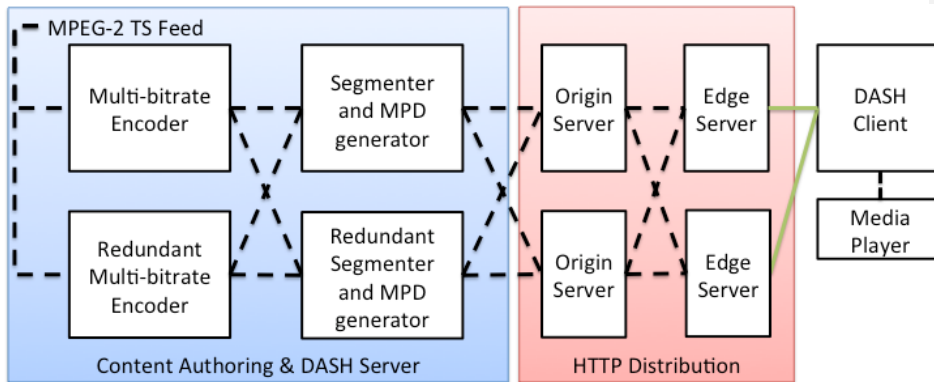 MPEG-2 TS Feed
Multi-bitrate
Encoder
Segmenter
and MPD
generator
Origin
Server
Edge
Server
DASH
Client
Redundant
Multi-bitrate
Encoder
Redundant
Segmenter
and MPD
generator
Origin
Server
Edge
Server
Media
Player
Content Authoring & DASH Server
HTTP Distribution